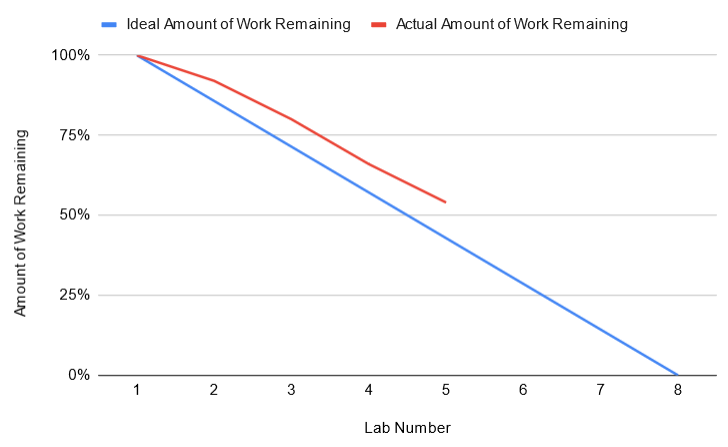 Ideal Amount of Work Remaining Actual Amount of Work Remaining
100%
75%
50%
25%
0%
Amount of Work Remaining
1 2 3 4 5 6 7 8
Lab Number